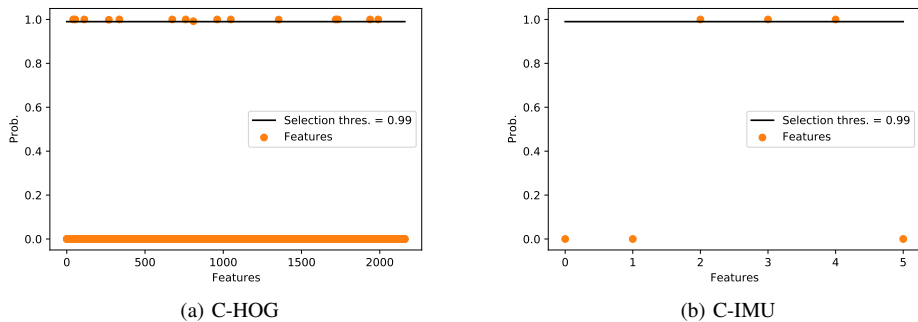 1.0
0.8
0.6
0.4
0.2
0.0
Prob.
Selection thres. = 0.99
Features
0 500 1000 1500 2000
Features
(a) C-HOG
1.0
0.8
0.6
0.4
0.2
0.0
Prob.
Selection thres. = 0.99
Features
0 1 2 3 4 5
Features
(b) C-IMU